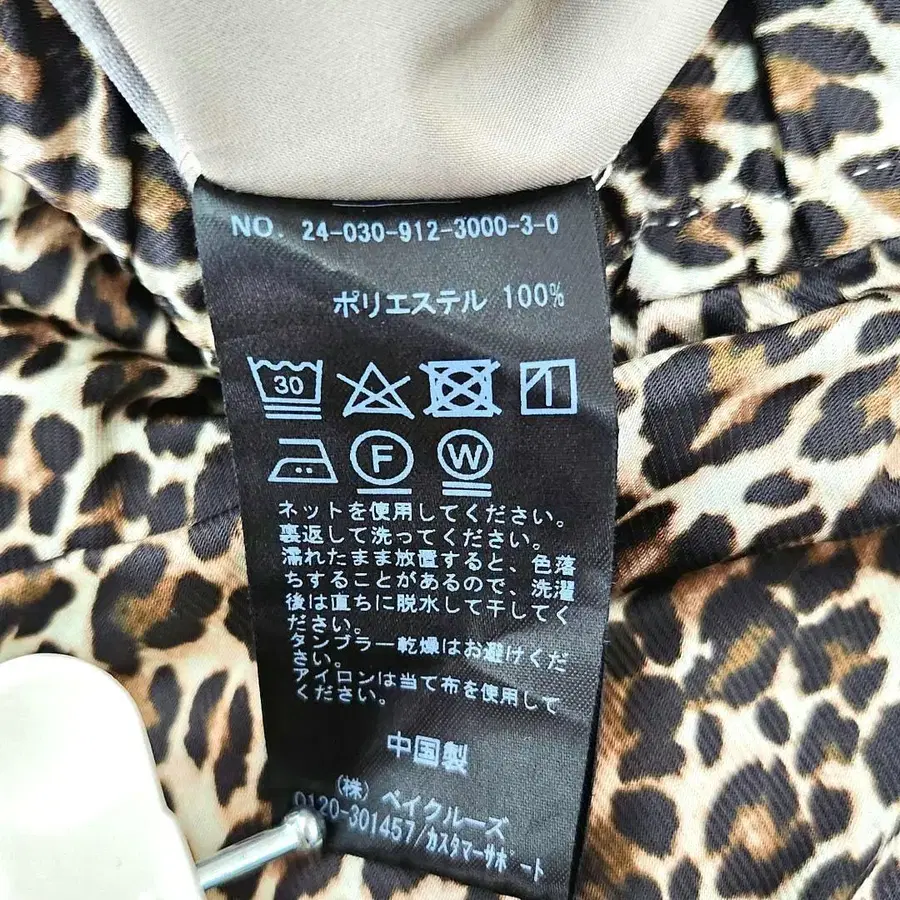 NO. 24-030-912-3000-3-0
ポリエステル 100%
30
F W
ネットを使用してください。
裏返して洗ってください。
濡れたまま放置すると、色落
ちすることがあるので、洗濯
後は直ちに脱水して干してく
ださい。
タンブラー乾燥はお避けくだ
さい。
アイロンは当て布を使用して
ください。
中国製
(株) ベイクルーズ
0120-301457/カスタマーサポート